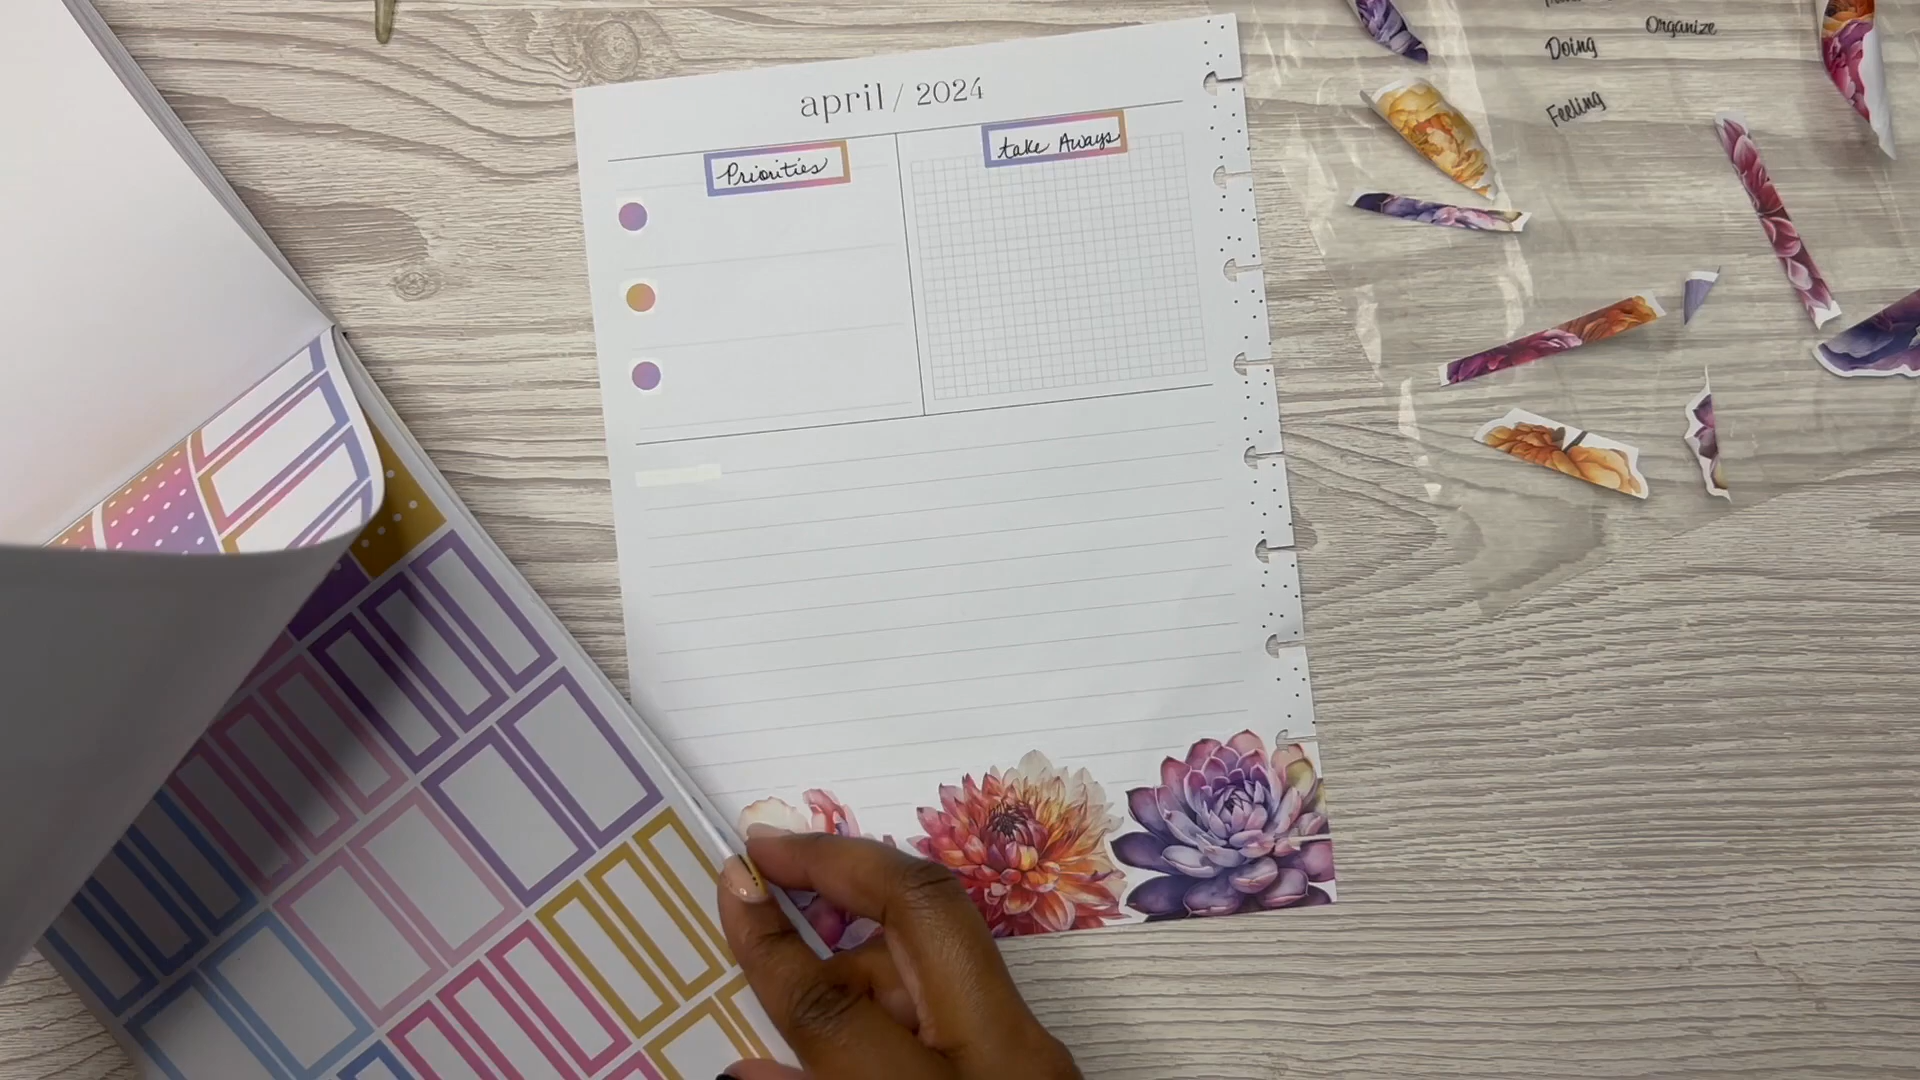 april / 2024
Priorities
take Aways
Organize
Doing
Feeling